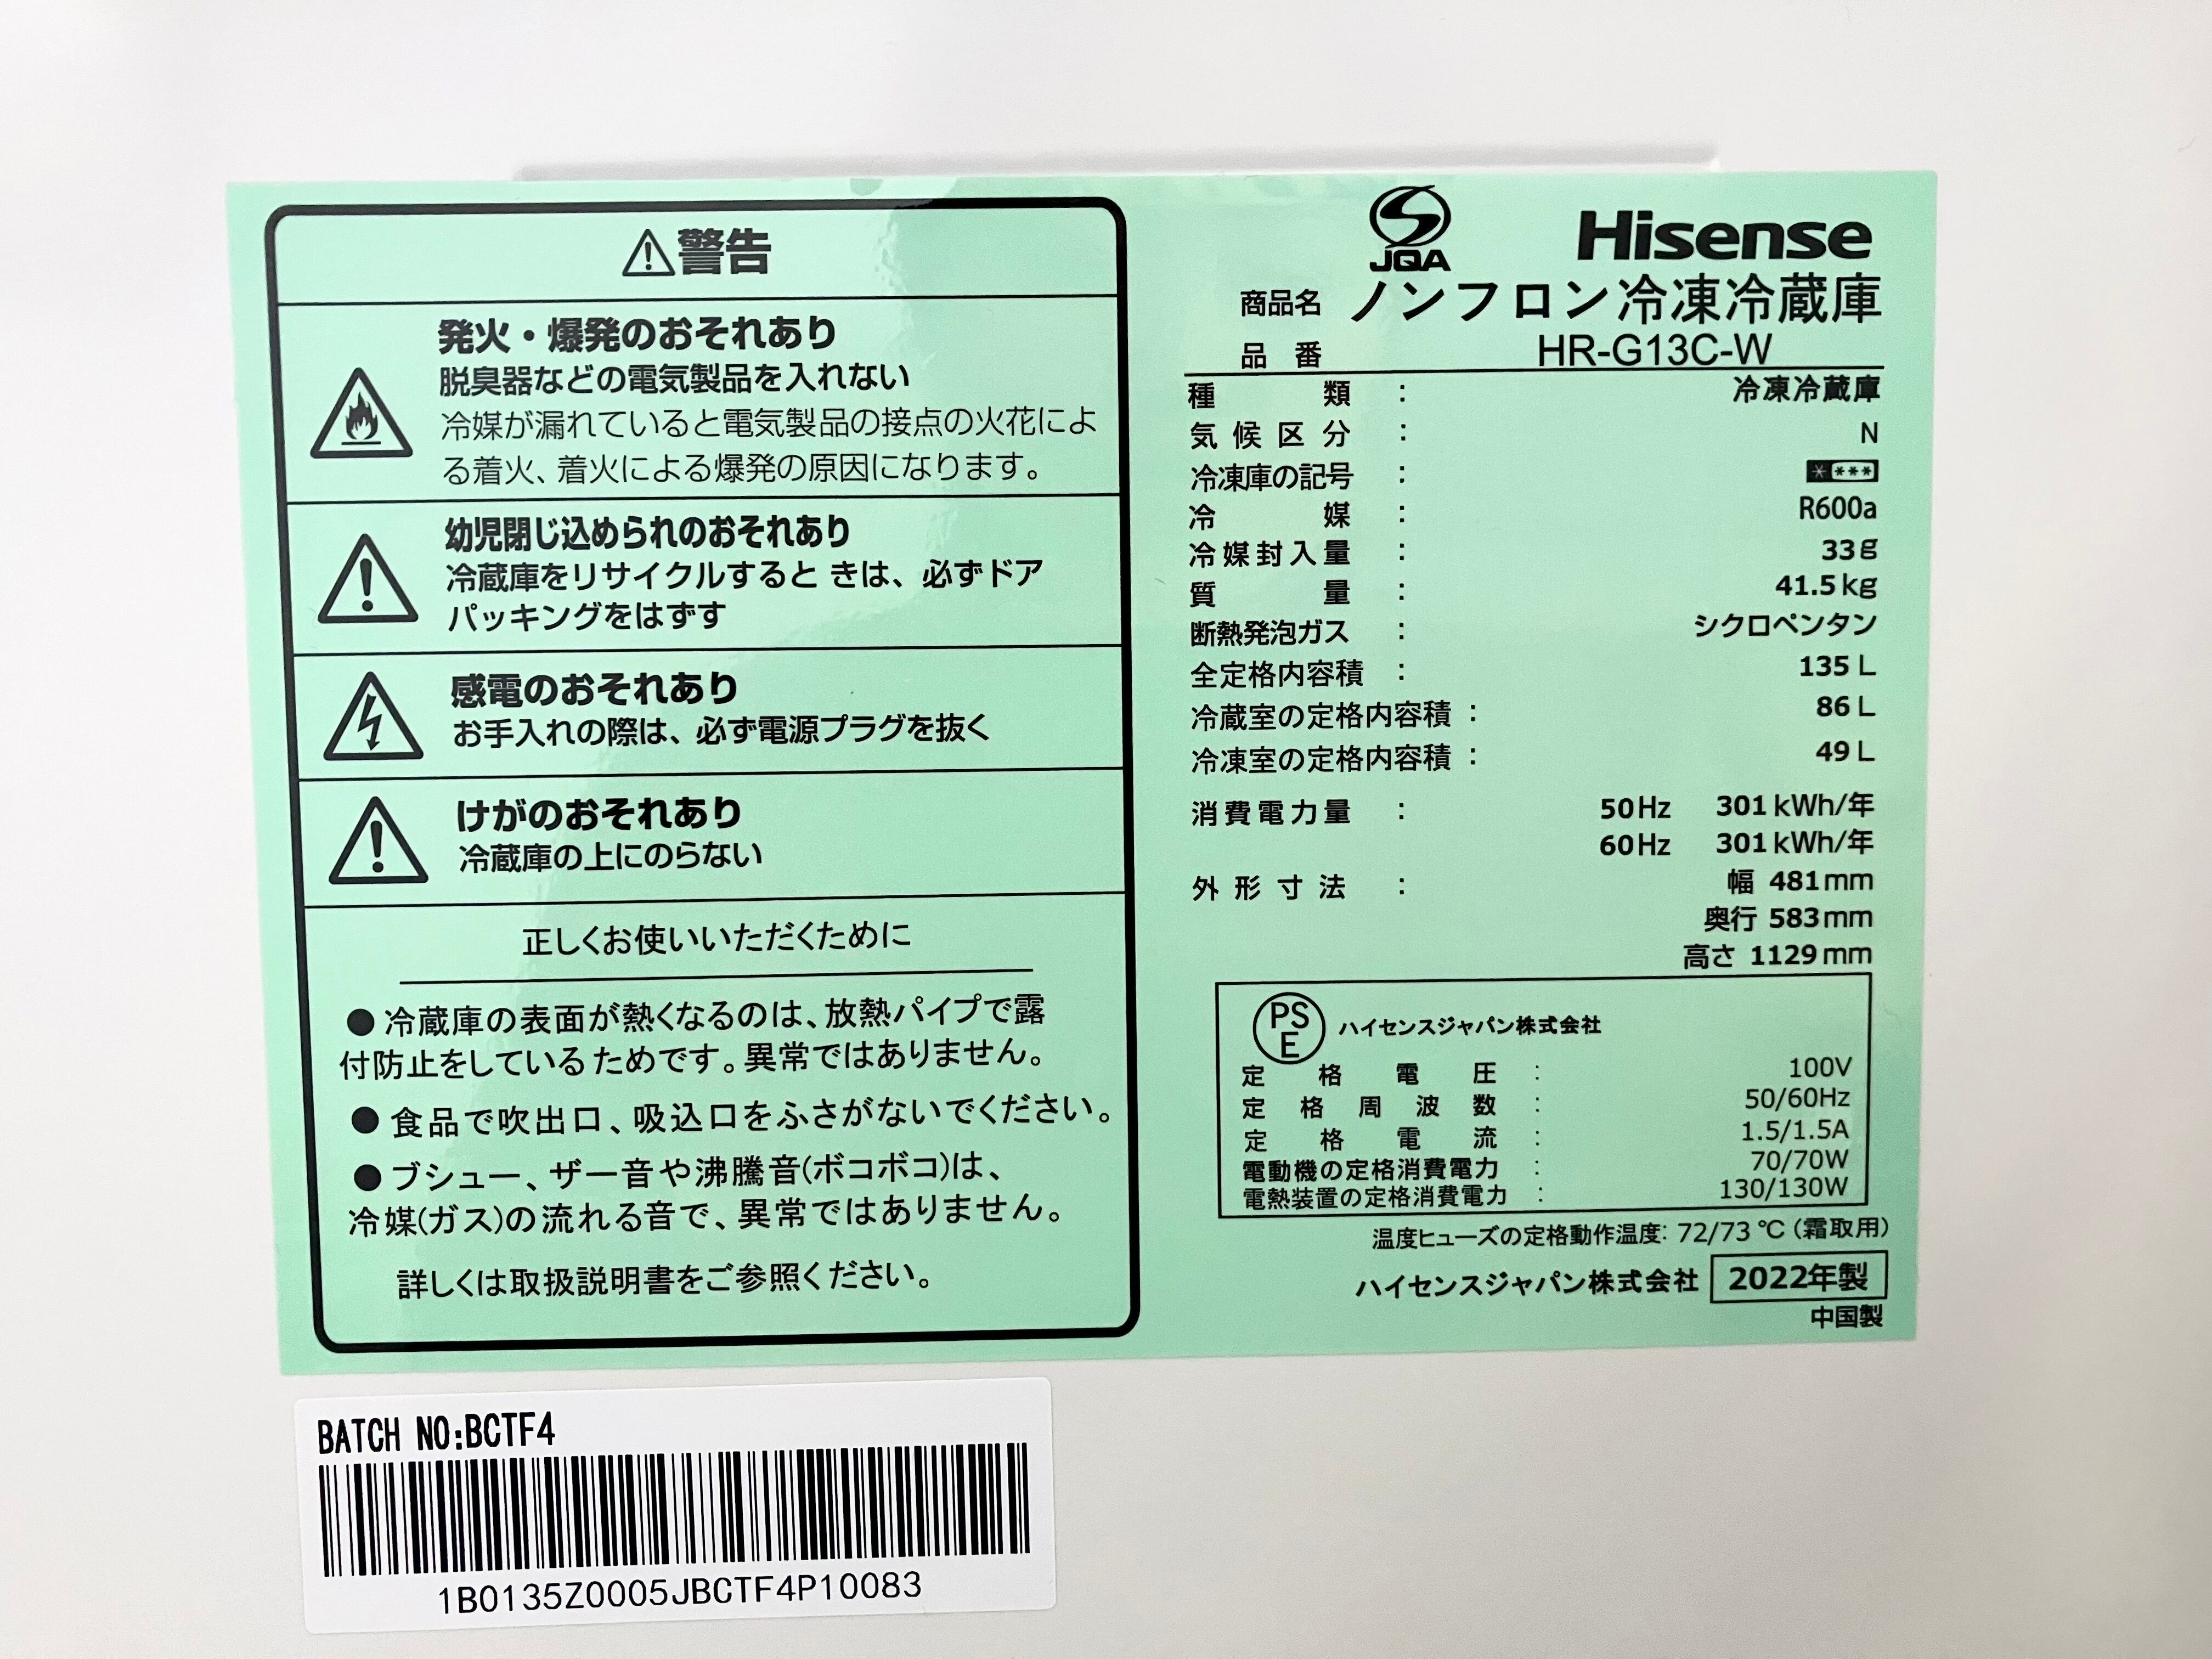 警告
発火・爆発のおそれあり
脱臭器などの電気製品を入れない
冷媒が漏れていると電気製品の接点の火花によ
る着火、着火による爆発の原因になります。
幼児閉じ込められのおそれあり
冷蔵庫をリサイクルするときは、必ずドア
パッキングをはずす
感電のおそれあり
お手入れの際は、必ず電源プラグを抜く
けがのおそれあり
冷蔵庫の上にのらない
正しくお使いいただくために
●冷蔵庫の表面が熱くなるのは、放熱パイプで露
付防止をしているためです。異常ではありません。
●食品で吹出口、吸込口をふさがないでください。
●ブシュー、ザー音や沸騰音(ボコボコ)は、
冷媒(ガス)の流れる音で、異常ではありません。
詳しくは取扱説明書をご参照ください。
JQA
Hisense
商品名 ノンフロン冷凍冷蔵庫
品番 HR-G13C-W
種類 : 冷凍冷蔵庫
気候区分 : N
冷凍庫の記号 : * ***
冷媒 : R600a
冷媒封入量 : 33g
質量 : 41.5kg
断熱発泡ガス : シクロペンタン
全定格内容積 : 135 L
冷蔵室の定格内容積 : 86 L
冷凍室の定格内容積 : 49 L
消費電力量 : 50Hz 301kWh/年
60Hz 301kWh/年
外形寸法 : 幅 481mm
奥行 583mm
高さ 1129mm
PSE ハイセンスジャパン株式会社
定格電圧 : 100V
定格周波数 : 50/60Hz
定格電流 : 1.5/1.5A
電動機の定格消費電力 : 70/70W
電熱装置の定格消費電力 : 130/130W
温度ヒューズの定格動作温度: 72/73 ℃ (霜取用)
ハイセンスジャパン株式会社 2022年製
中国製
BATCH NO:BCTF4
1B0135Z0005JBCTF4P10083